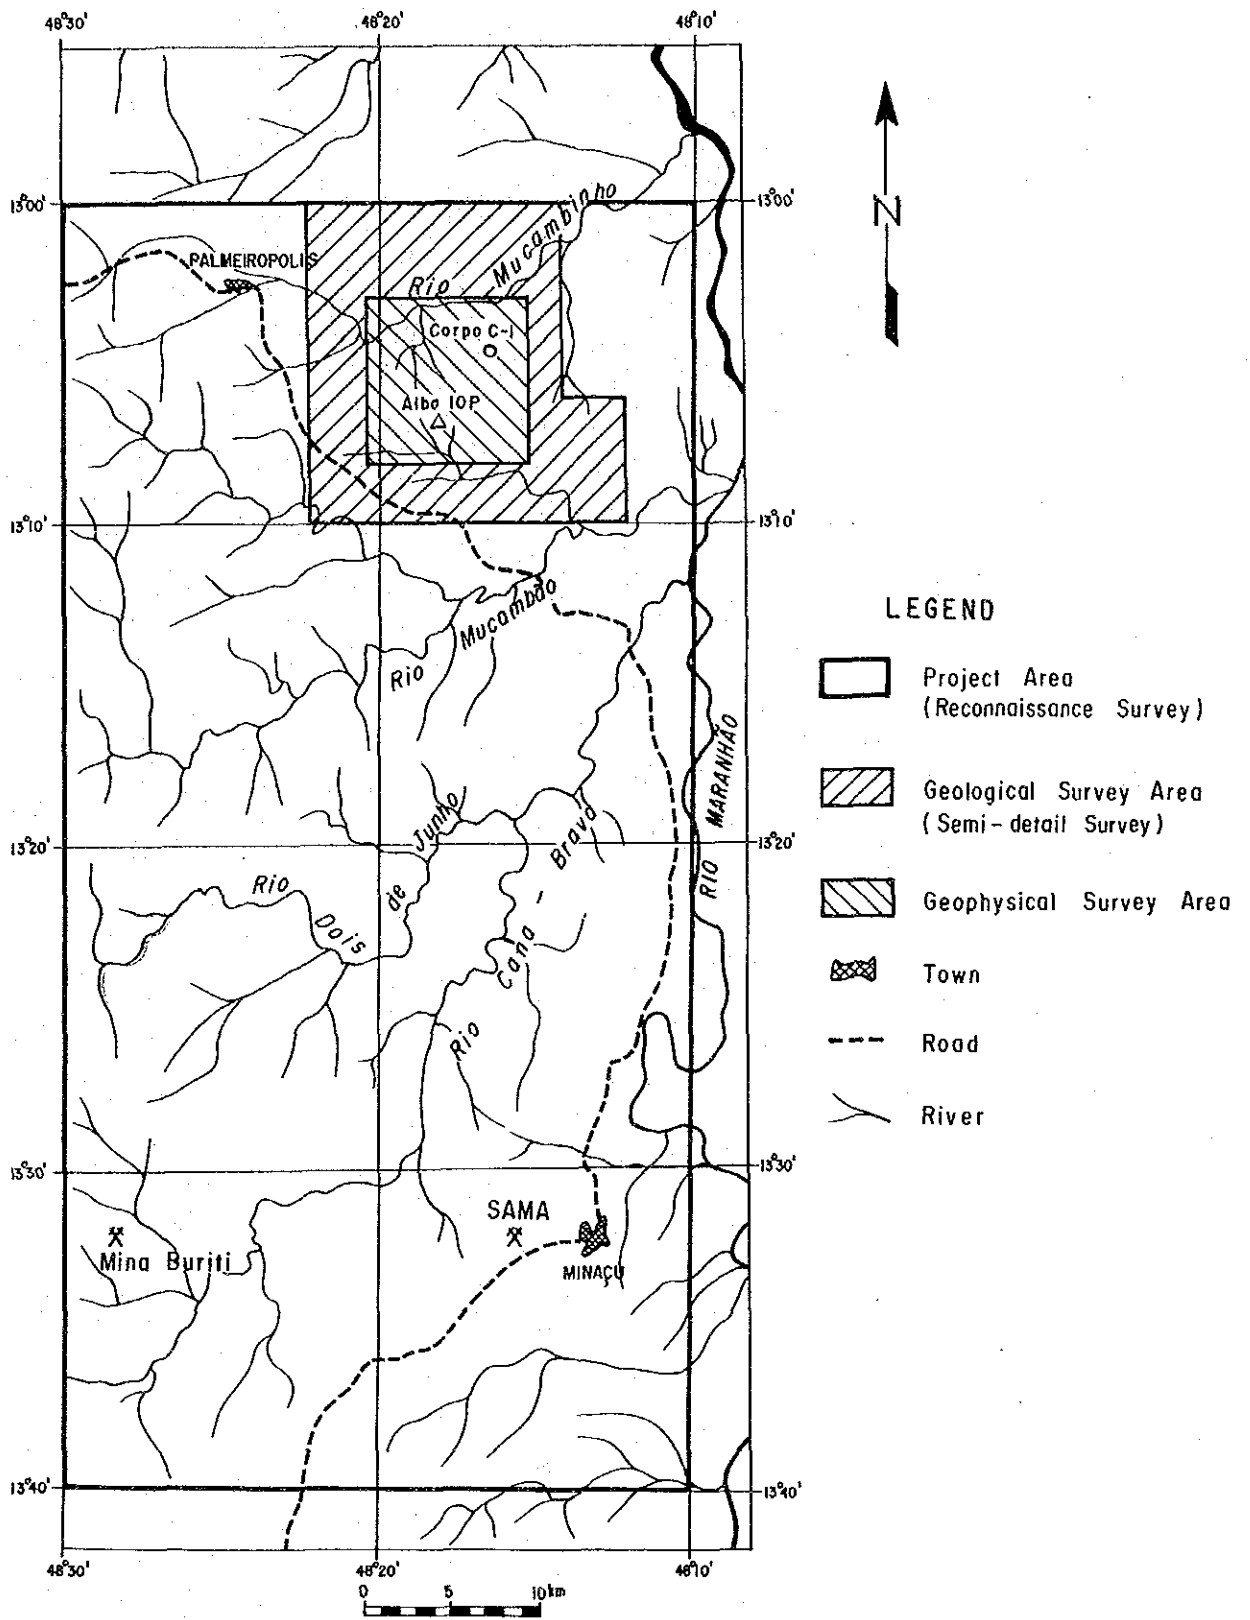 48°30'
48°20'
48°10'
13°00'
13°00'
Rio Mucambinho
PALMEIROPOLIS
Corpo C-1
Albo IOP
13°10'
13°10'
Rio Mucambão
LEGEND
Project Area
(Reconnaissance Survey)
Geological Survey Area
(Semi-detail Survey)
Geophysical Survey Area
Town
Road
River
RIO MARANHÃO
13°20'
13°20'
Rio Dois de Junho
Rio Cana-Brava
13°30'
13°30'
SAMA
Mina Buriti
MINAÇU
13°40'
13°40'
48°30'
48°20'
48°10'
0 5 10km
N